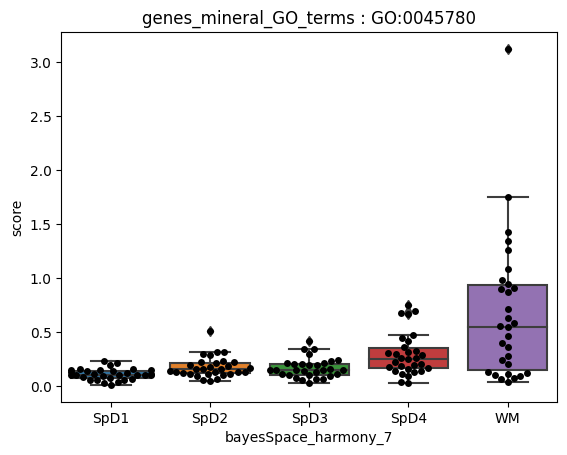 genes_mineral_GO_terms : GO:0045780
3.0
2.5
2.0
1.5
1.0
0.5
0.0
score
SpD1 SpD2 SpD3 SpD4 WM
bayesSpace_harmony_7